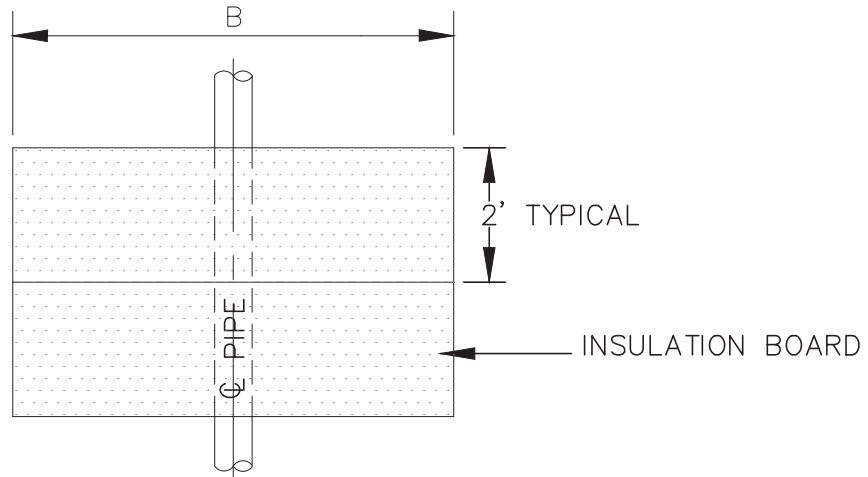 B
2' TYPICAL
INSULATION BOARD
℄ PIPE